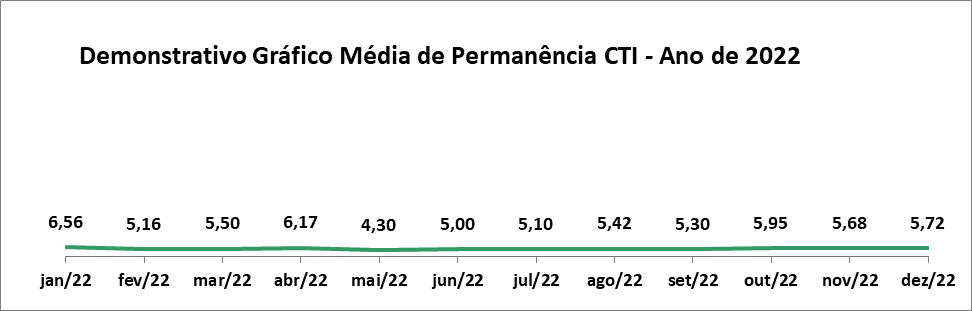 Demonstrativo Gráfico Média de Permanência CTI - Ano de 2022
6,56 5,16 5,50 6,17 4,30 5,00 5,10 5,42 5,30 5,95 5,68 5,72
jan/22 fev/22 mar/22 abr/22 mai/22 jun/22 jul/22 ago/22 set/22 out/22 nov/22 dez/22